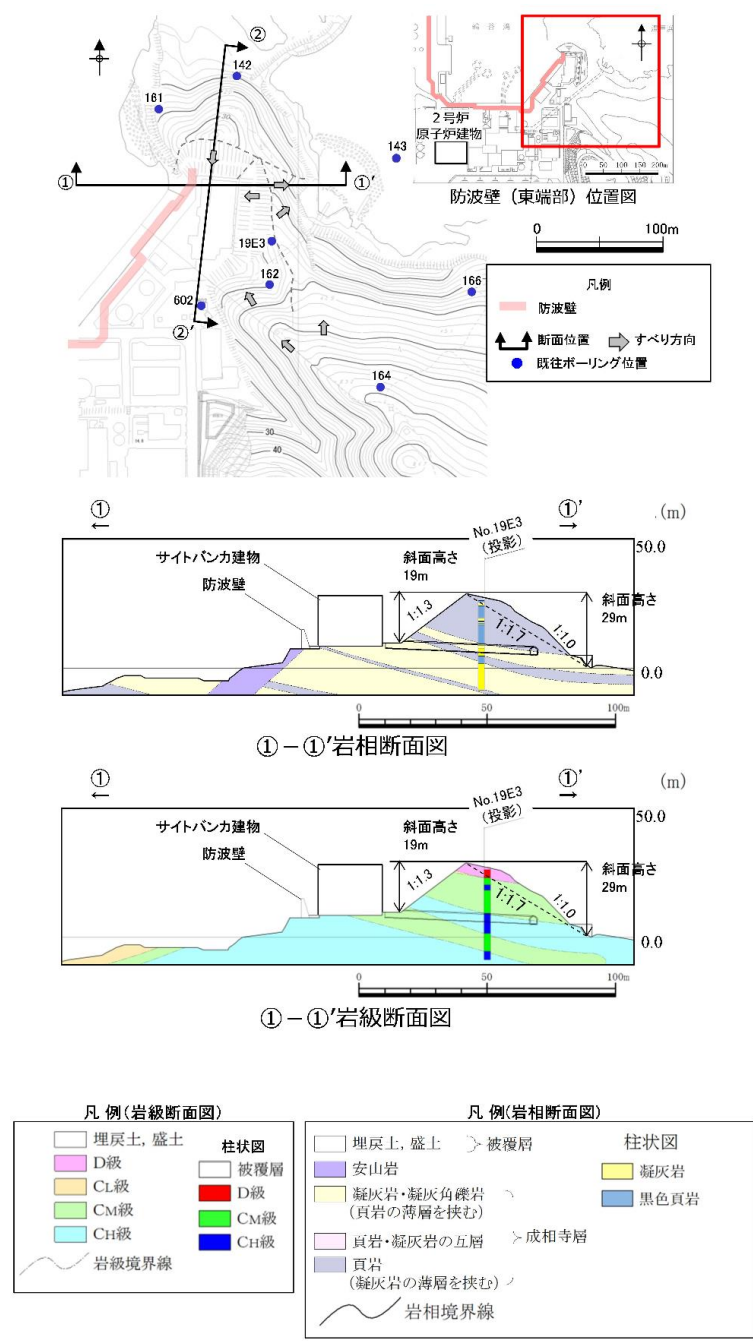 ②
142
161
①
①’
143
19E3
162
602
②’
166
164
30
40
輪谷湾
2号炉
原子炉建物
0 50 100 150 200m
防波壁（東端部）位置図
0 100m
凡例
防波壁
断面位置
すべり方向
既往ボーリング位置
① ①’ (m)
No.19E3
(投影)
50.0
サイトバンカ建物
防波壁
斜面高さ
19m
1:1.3
1:1.7
1:1.0
斜面高さ
29m
0.0
0 50 100m
①－①’岩相断面図
① ①’ (m)
No.19E3
(投影)
50.0
サイトバンカ建物
防波壁
斜面高さ
19m
1:1.3
1:1.7
1:1.0
斜面高さ
29m
0.0
0 50 100m
①－①’岩級断面図
凡 例(岩級断面図)
埋戻土, 盛土
D級
CL級
CM級
CH級
岩級境界線
柱状図
被覆層
D級
CM級
CH級
凡 例(岩相断面図)
埋戻土, 盛土
被覆層
安山岩
凝灰岩・凝灰角礫岩
(頁岩の薄層を挟む)
頁岩・凝灰岩の互層
成相寺層
頁岩
(凝灰岩の薄層を挟む)
岩相境界線
柱状図
凝灰岩
黒色頁岩